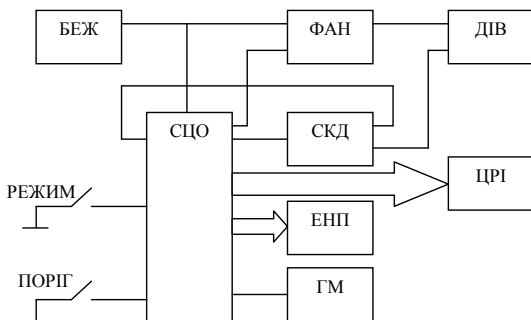 БЕЖ
ФАН
ДІВ
СЦО
СКД
ЦРІ
РЕЖИМ
ЕНП
ПОРІГ
ГМ